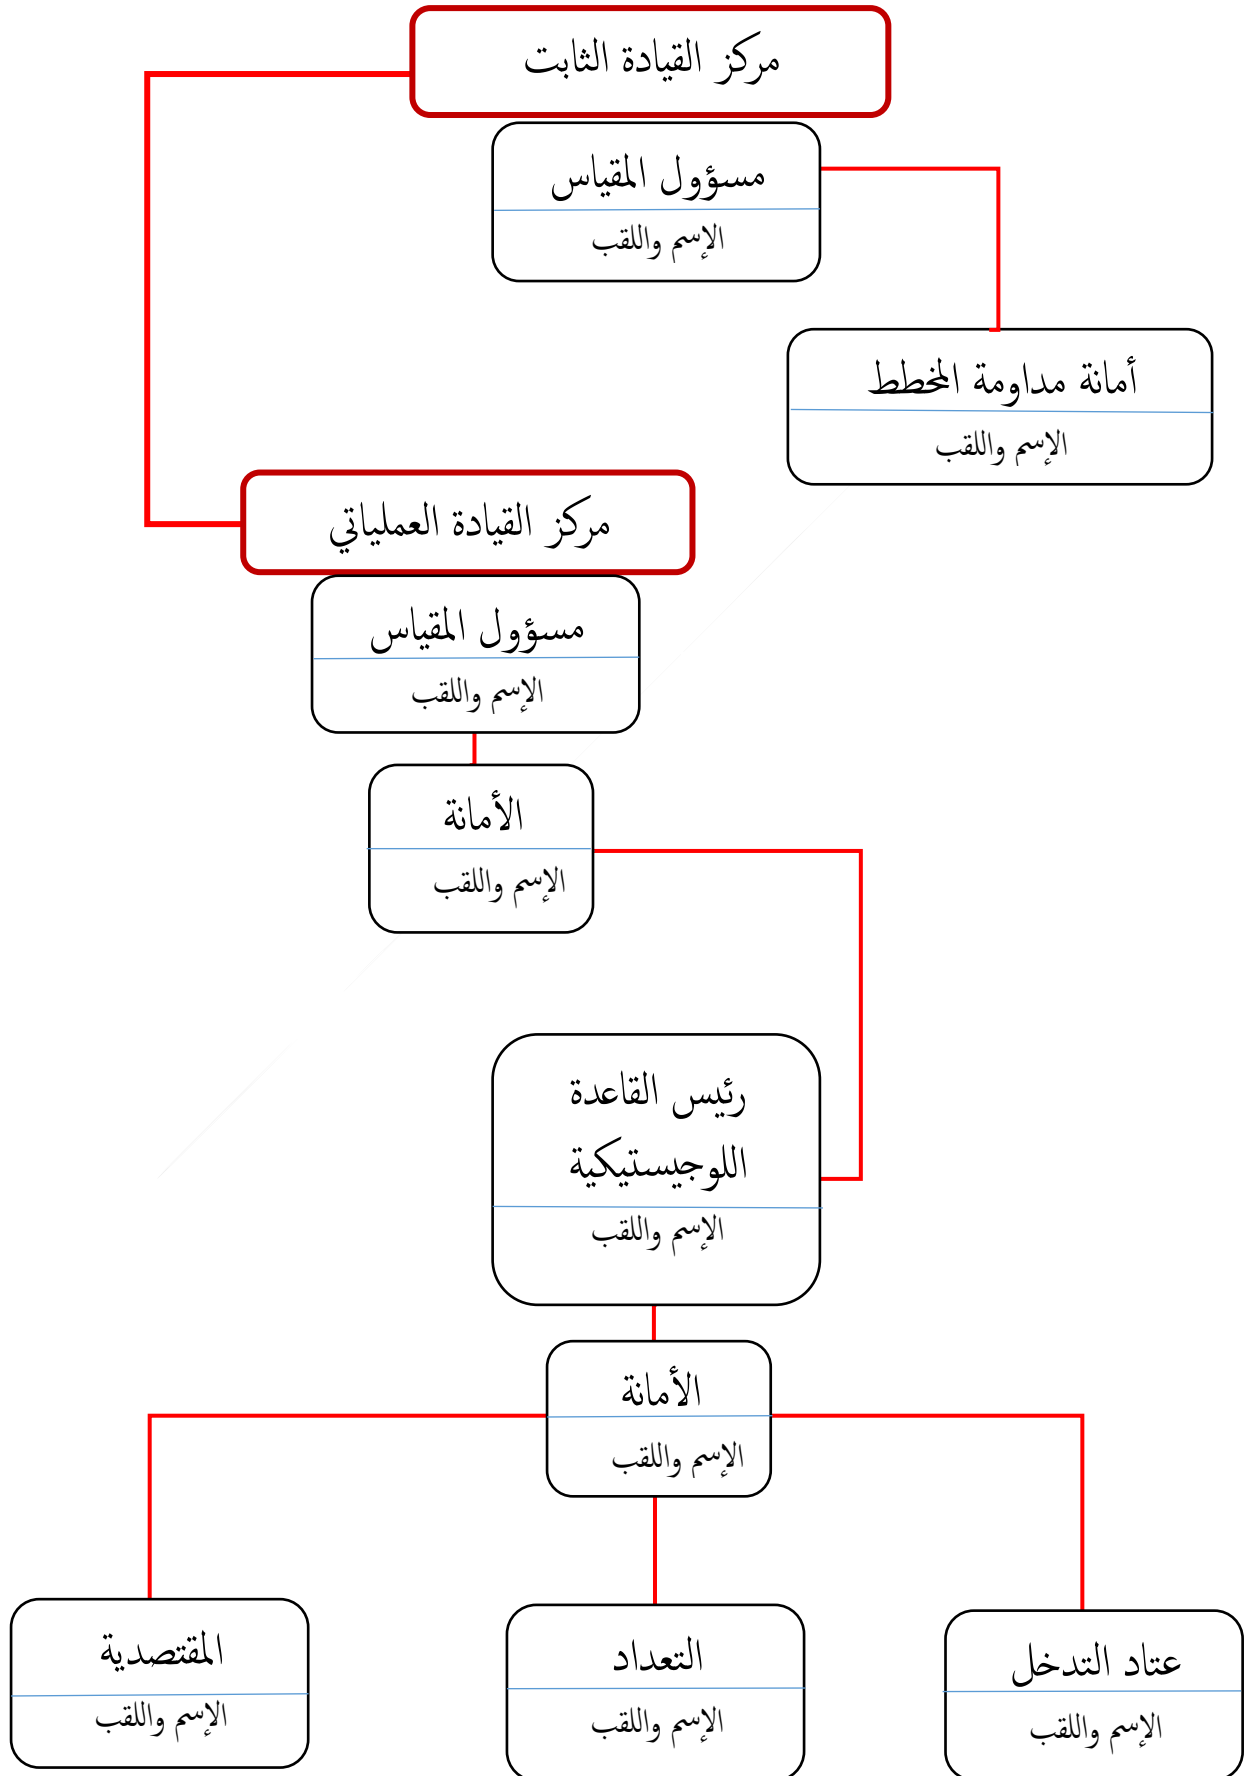 مركز القيادة الثابت
مسؤول المقياس
الإسم واللقب
أمانة مداومة المخطط
الإسم واللقب
مركز القيادة العملياتي
مسؤول المقياس
الإسم واللقب
الأمانة
الإسم واللقب
رئيس القاعدة
اللوجيستيكية
الإسم واللقب
الأمانة
الإسم واللقب
عتاد التدخل
الإسم واللقب
التعداد
الإسم واللقب
المقتصدية
الإسم واللقب